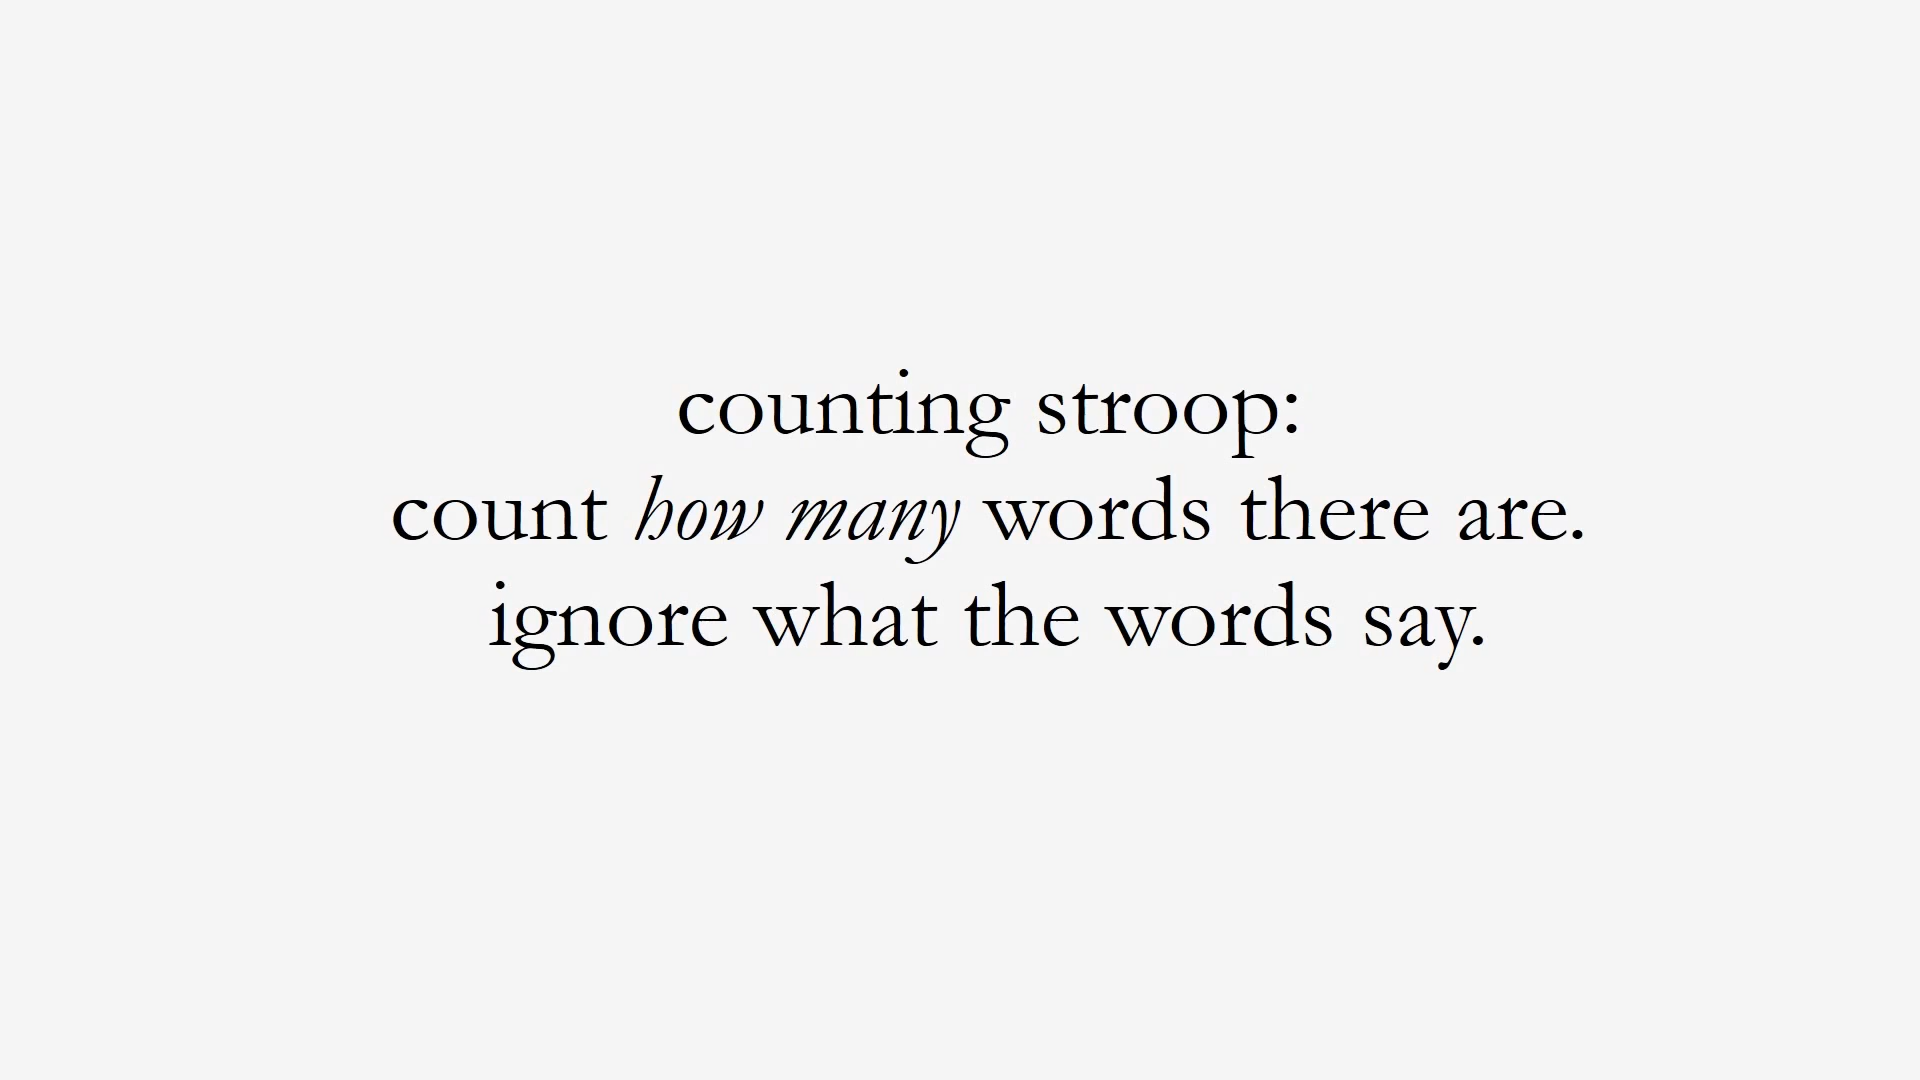 counting stroop:
count how many words there are.
ignore what the words say.